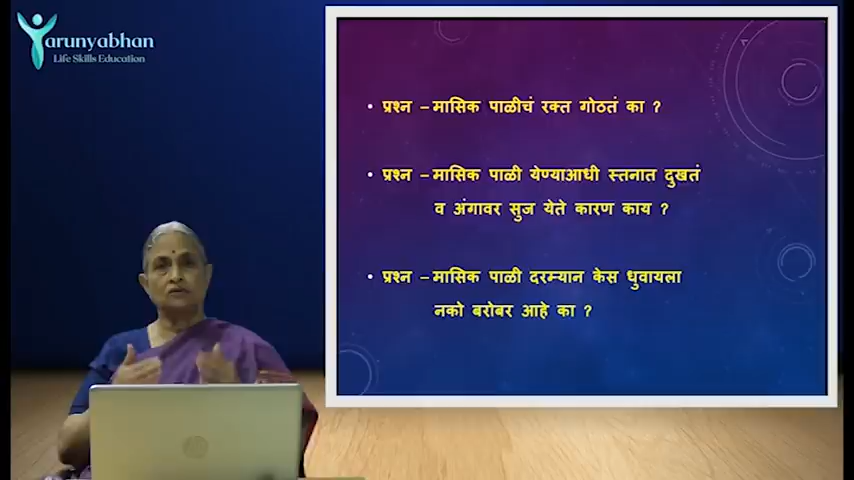 Tarunyabhan
Life Skills Education
• प्रश्न – मासिक पाळीचं रक्त गोठतं का ?
• प्रश्न – मासिक पाळी येण्याआधी स्तनात दुखतं
व अंगावर सुज येते कारण काय ?
• प्रश्न – मासिक पाळी दरम्यान केस धुवायला
नको बरोबर आहे का ?